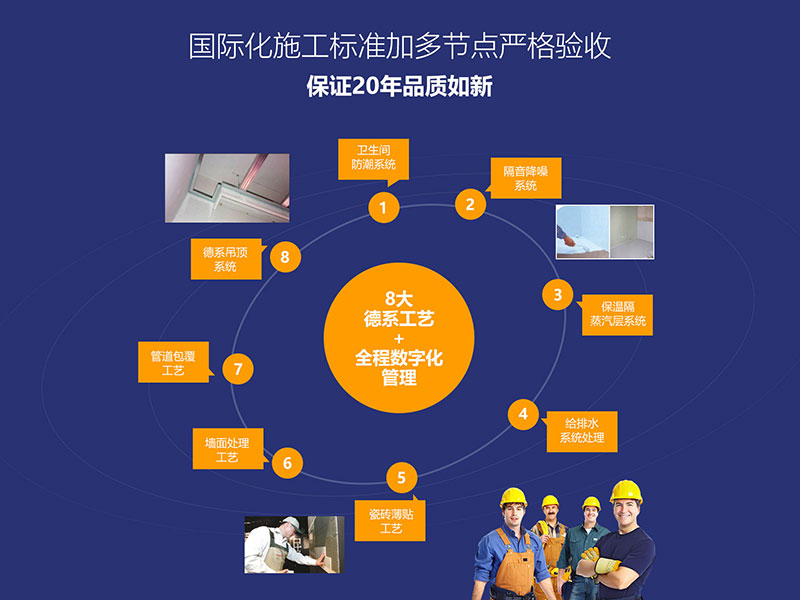 国际化施工标准加多节点严格验收
保证20年品质如新
卫生间
防潮系统
1
隔音降噪
系统
2
3
保温隔
蒸汽层系统
4
给排水
系统处理
5
瓷砖薄贴
工艺
墙面处理
工艺
6
管道包覆
工艺
7
德系吊顶
系统
8
8大
德系工艺
+
全程数字化
管理